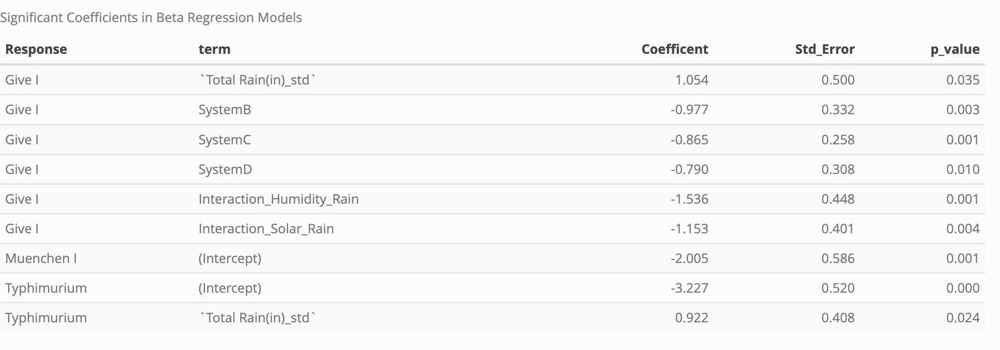 Significant Coefficients in Beta Regression Models
Response term Coefficent Std_Error p_value
Give I `Total Rain(in)_std` 1.054 0.500 0.035
Give I SystemB -0.977 0.332 0.003
Give I SystemC -0.865 0.258 0.001
Give I SystemD -0.790 0.308 0.010
Give I Interaction_Humidity_Rain -1.536 0.448 0.001
Give I Interaction_Solar_Rain -1.153 0.401 0.004
Muenchen I (Intercept) -2.005 0.586 0.001
Typhimurium (Intercept) -3.227 0.520 0.000
Typhimurium `Total Rain(in)_std` 0.922 0.408 0.024